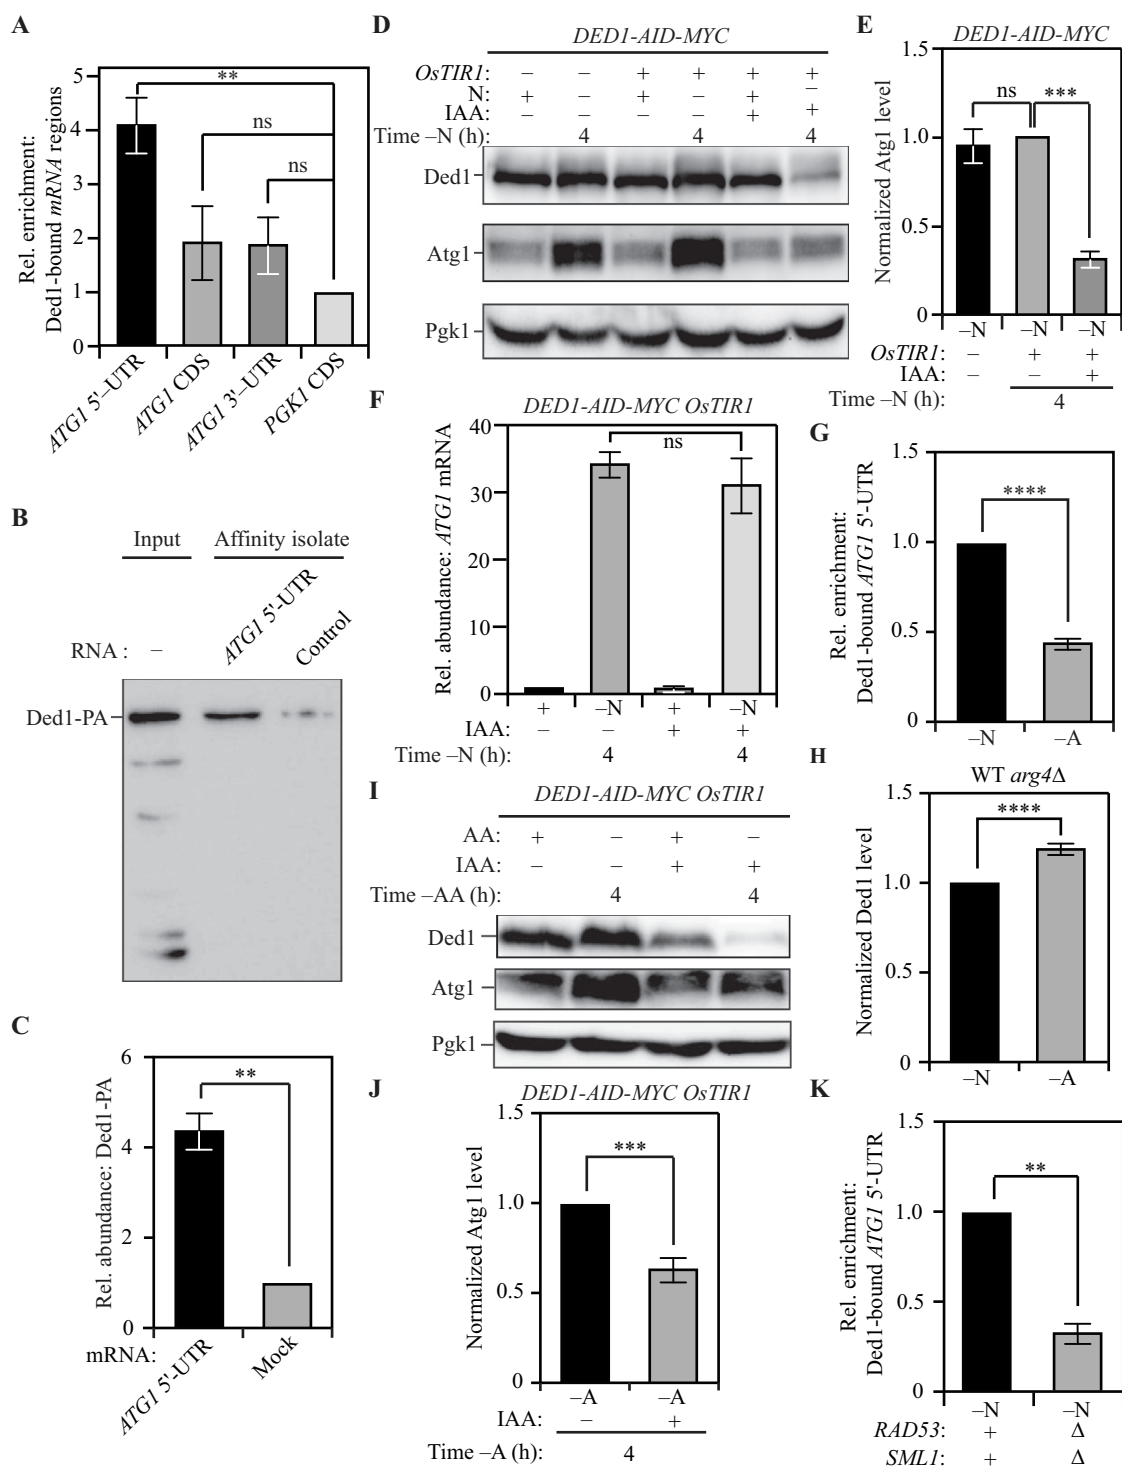 A
Rel. enrichment:
Ded1-bound mRNA regions
5
4
3
2
1
0
**
ns
ns
ATG1 5'–UTR
ATG1 CDS
ATG1 3'–UTR
PGK1 CDS
B
Input
Affinity isolate
RNA :
–
ATG1 5'-UTR
Control
Ded1-PA
C
Rel. abundance: Ded1-PA
6
4
2
0
**
mRNA:
ATG1 5'-UTR
Mock
D
DED1-AID-MYC
OsTIR1: – – + + + +
N: + – + – + –
IAA: – – – – + +
Time –N (h): 4 4 4
Ded1
Atg1
Pgk1
E
DED1-AID-MYC
Normalized Atg1 level
1.5
1.0
0.5
0
ns
***
–N –N –N
OsTIR1: – + +
IAA: – – +
Time –N (h): 4
F
DED1-AID-MYC OsTIR1
Rel. abundance: ATG1 mRNA
40
30
20
10
0
ns
+ –N + –N
IAA: – – + +
Time –N (h): 4 4
G
Rel. enrichment:
Ded1-bound ATG1 5'-UTR
1.5
1.0
0.5
0
****
–N –A
H
WT arg4Δ
Normalized Ded1 level
1.5
1.0
0.5
0
****
–N –A
I
DED1-AID-MYC OsTIR1
AA: + – + –
IAA: – – + +
Time –AA (h): 4 4
Ded1
Atg1
Pgk1
J
DED1-AID-MYC OsTIR1
Normalized Atg1 level
1.5
1.0
0.5
0
***
–A –A
IAA: – +
Time –A (h): 4
K
Rel. enrichment:
Ded1-bound ATG1 5'-UTR
1.5
1.0
0.5
0
**
–N –N
RAD53: + Δ
SML1: + Δ